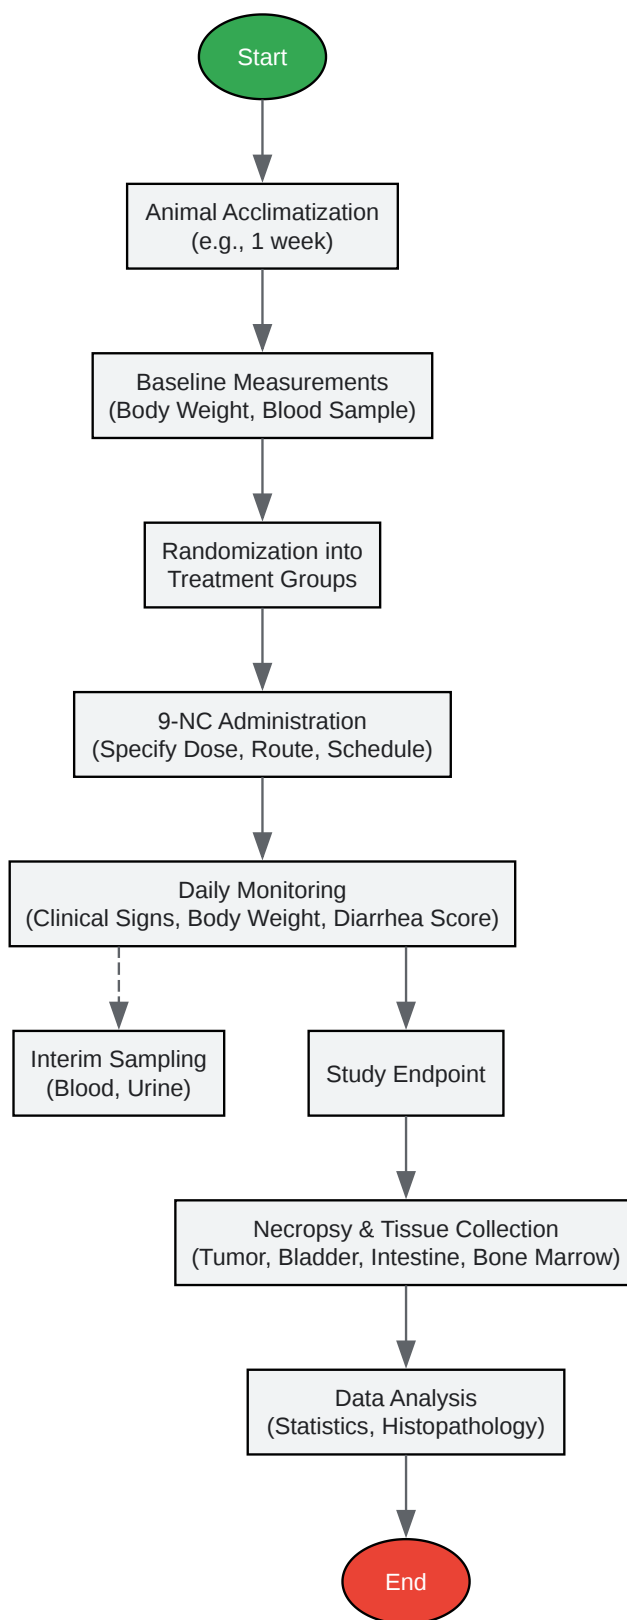 Start
Animal Acclimatization
(e.g., 1 week)
Baseline Measurements
(Body Weight, Blood Sample)
Randomization into
Treatment Groups
9-NC Administration
(Specify Dose, Route, Schedule)
Daily Monitoring
(Clinical Signs, Body Weight, Diarrhea Score)
Interim Sampling
(Blood, Urine)
Study Endpoint
Necropsy & Tissue Collection
(Tumor, Bladder, Intestine, Bone Marrow)
Data Analysis
(Statistics, Histopathology)
End